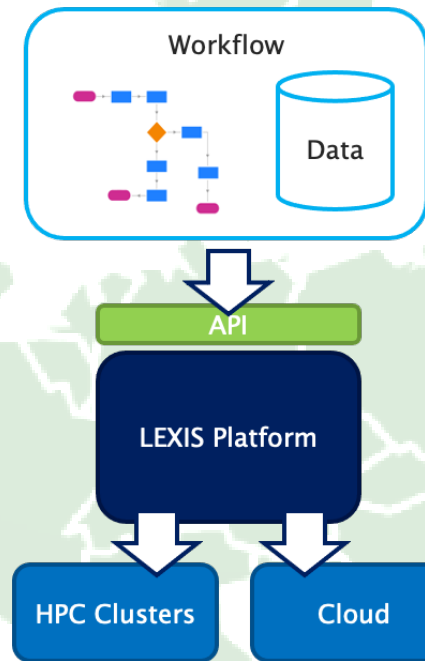 Workflow
Data
API
LEXIS Platform
HPC Clusters
Cloud